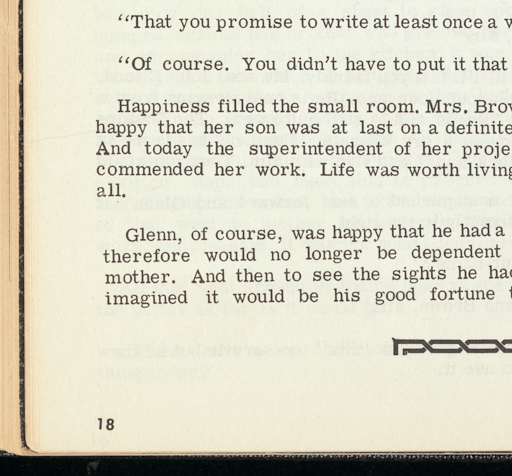 “That you promise to write at least once a
“Of course. You didn't have to put it that
Happiness filled the small room. Mrs.
happy that her son was at last on a definite
And today the superintendent of her
commended her work. Life was worth living
all.
Glenn, of course, was happy that he had a
therefore would no longer be dependent
mother. And then to see the sights he
imagined it would be his good fortune
18